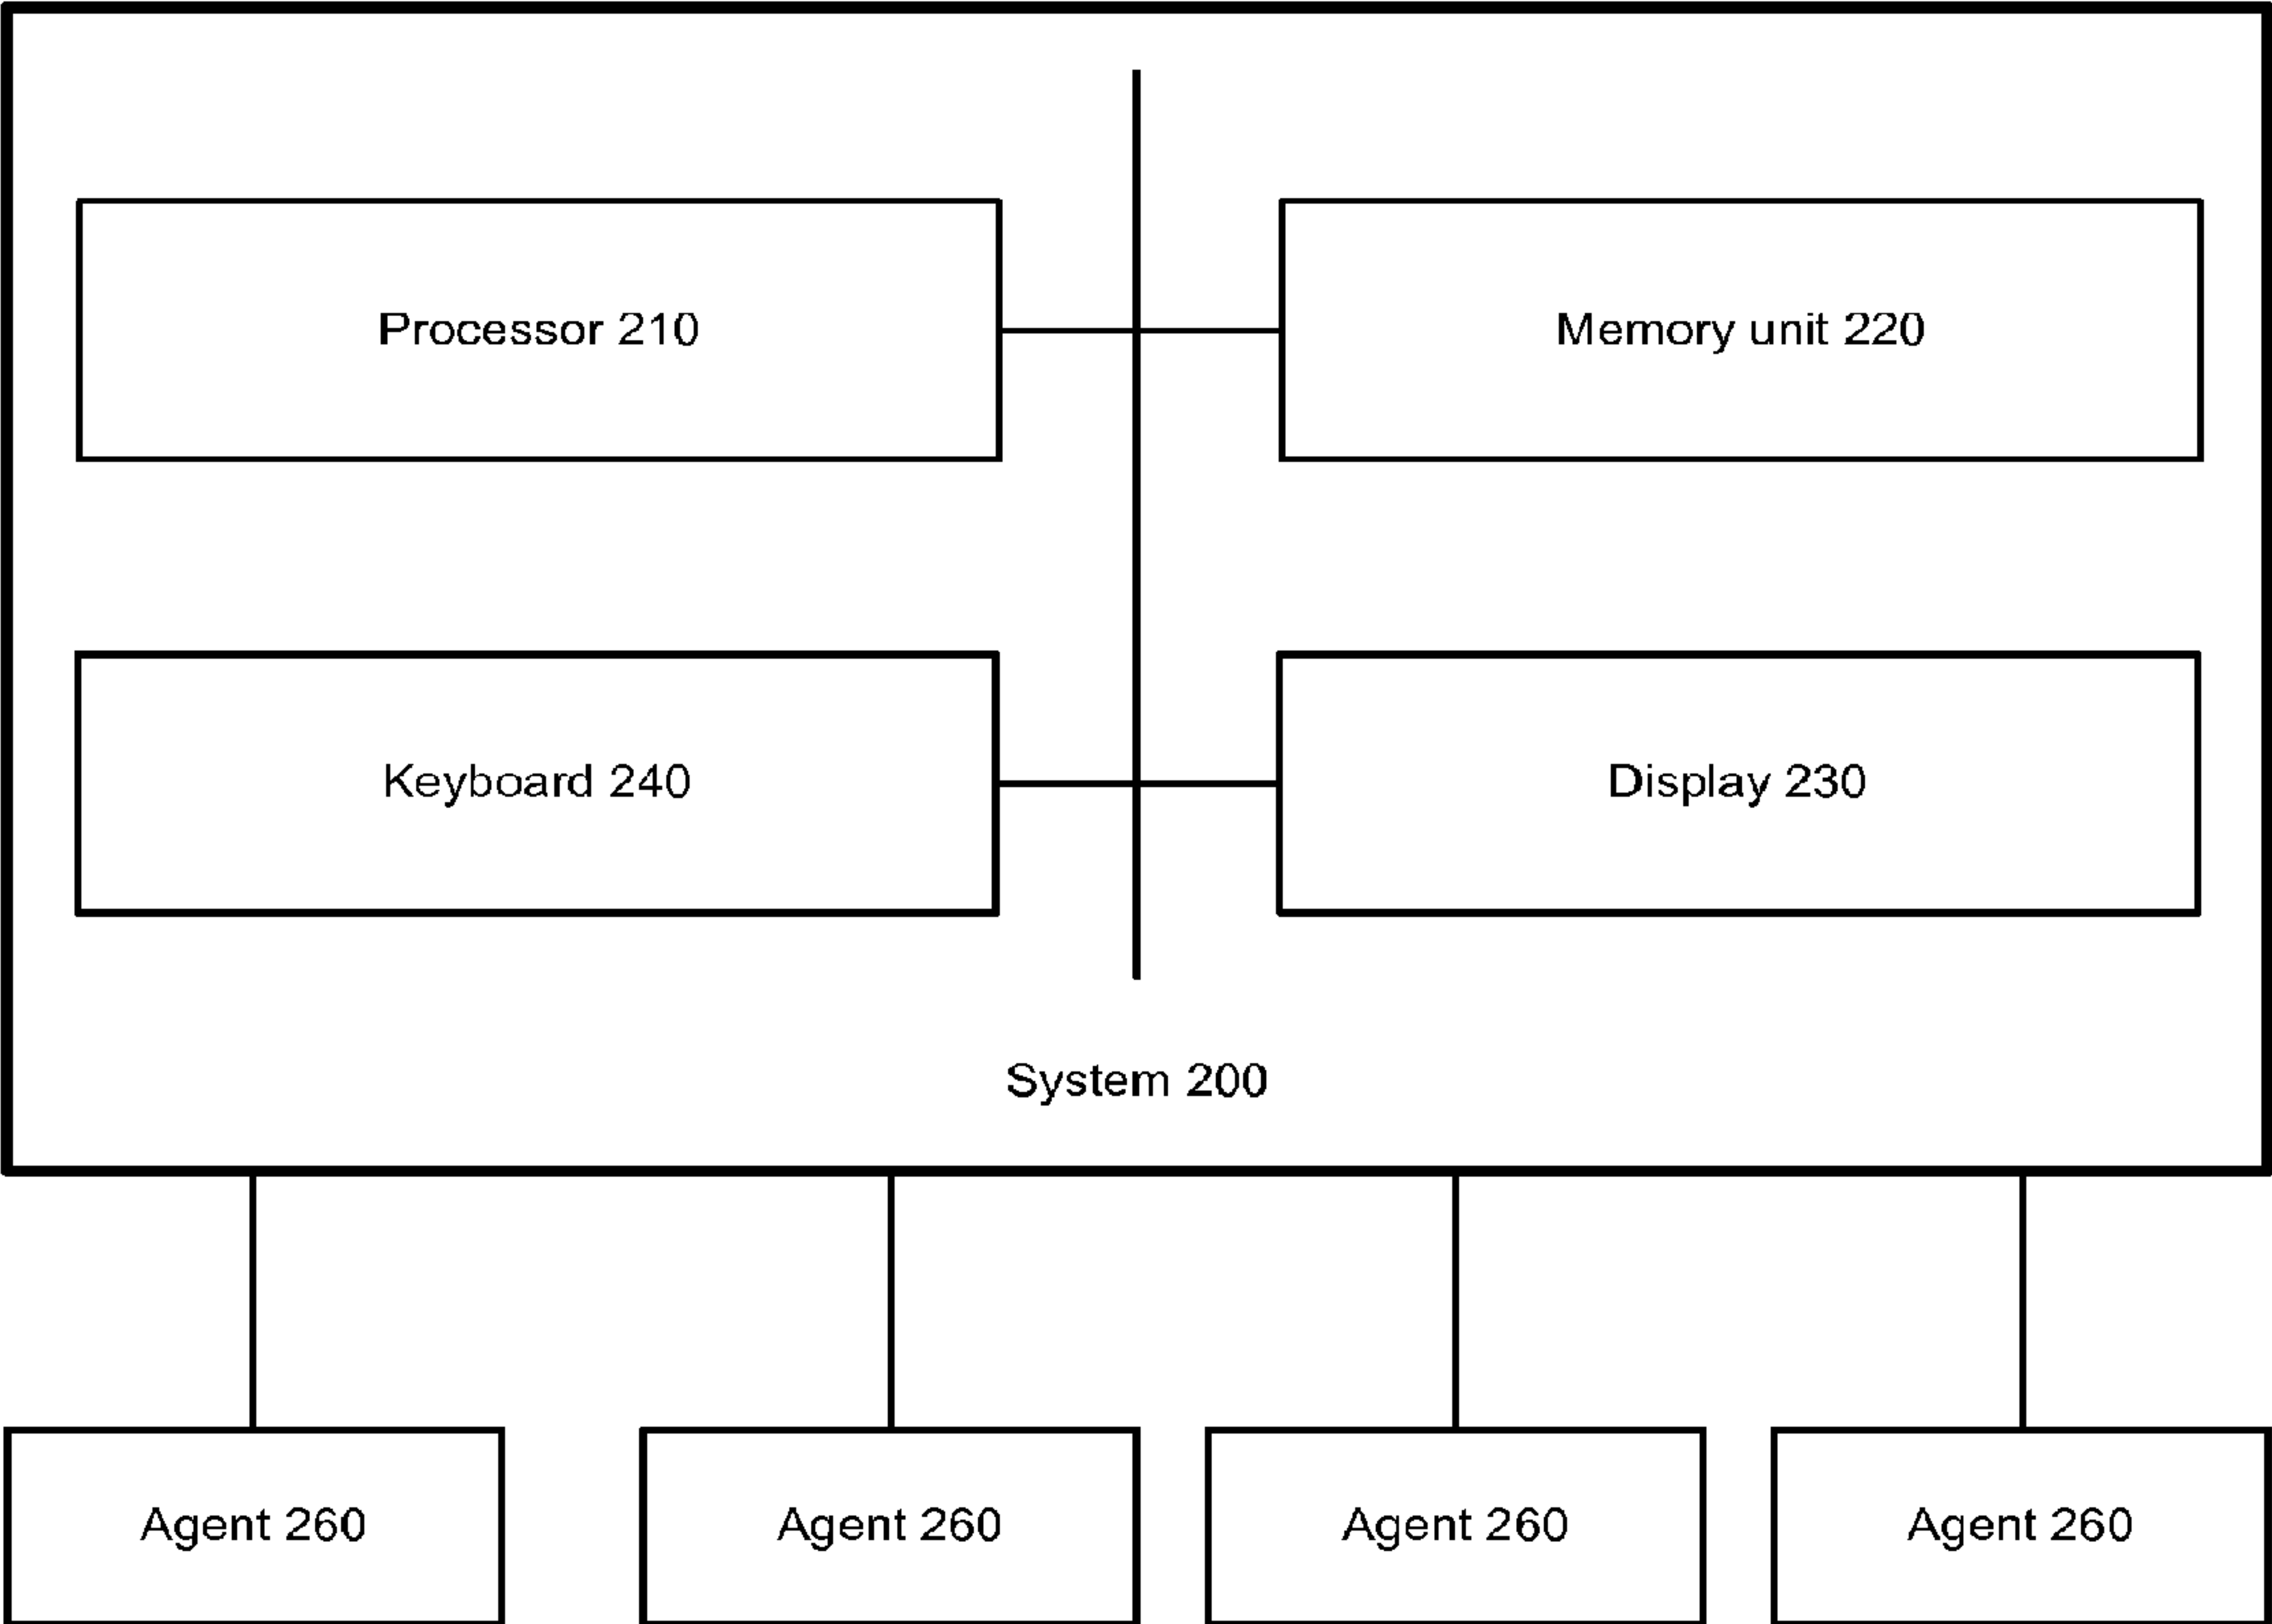 Processor 210
Memory unit 220
Keyboard 240
Display 230
System 200
Agent 260
Agent 260
Agent 260
Agent 260